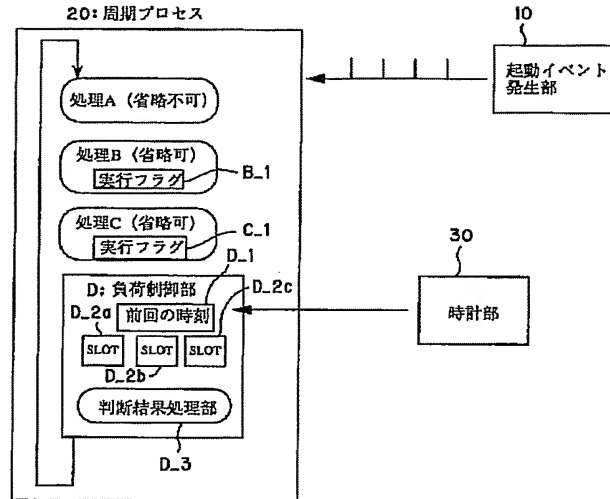 20: 周期プロセス
10
起動イベント
発生部
処理A (省略不可)
処理B (省略可)
実行フラグ
B_1
処理C (省略可)
実行フラグ
C_1
D_1
30
D; 負荷制御部
D_2c
前回の時刻
時計部
D_2a
SLOT
SLOT
SLOT
D_2b
判断結果処理部
D_3